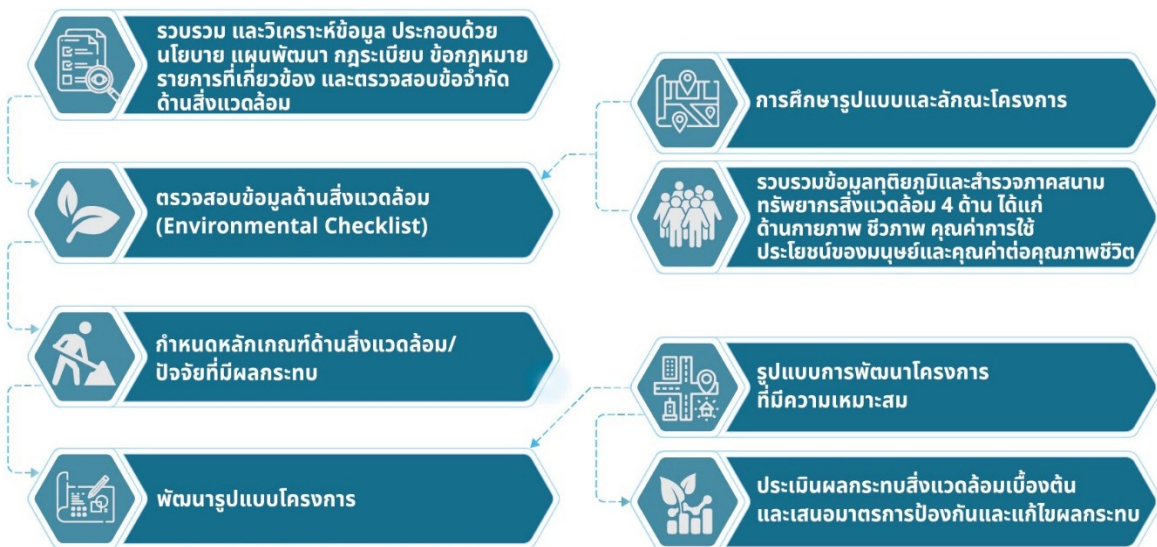 รวบรวม และวิเคราะห์ข้อมูล ประกอบด้วย
นโยบาย แผนพัฒนา กฎระเบียบ ข้อกฎหมาย
รายการที่เกี่ยวข้อง และตรวจสอบข้อจำกัด
ด้านสิ่งแวดล้อม
ตรวจสอบข้อมูลด้านสิ่งแวดล้อม
(Environmental Checklist)
กำหนดหลักเกณฑ์ด้านสิ่งแวดล้อม/
ปัจจัยที่มีผลกระทบ
พัฒนารูปแบบโครงการ
การศึกษารูปแบบและลักษณะโครงการ
รวบรวมข้อมูลทุติยภูมิและสำรวจภาคสนาม
ทรัพยากรสิ่งแวดล้อม 4 ด้าน ได้แก่
ด้านกายภาพ ชีวภาพ คุณค่าการใช้
ประโยชน์ของมนุษย์และคุณค่าต่อคุณภาพชีวิต
รูปแบบการพัฒนาโครงการ
ที่มีความเหมาะสม
ประเมินผลกระทบสิ่งแวดล้อมเบื้องต้น
และเสนอมาตรการป้องกันและแก้ไขผลกระทบ